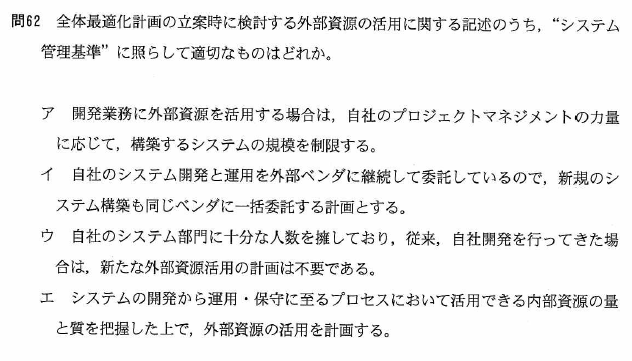 問62 全体最適化計画の立案時に検討する外部資源の活用に関する記述のうち，“システム
管理基準”に照らして適切なものはどれか。
ア 開発業務に外部資源を活用する場合は，自社のプロジェクトマネジメントの力量
に応じて，構築するシステムの規模を制限する。
イ 自社のシステム開発と運用を外部ベンダに継続して委託しているので，新規のシ
ステム構築も同じベンダに一括委託する計画とする。
ウ 自社のシステム部門に十分な人数を擁しており，従来，自社開発を行ってきた場
合は，新たな外部資源活用の計画は不要である。
エ システムの開発から運用・保守に至るプロセスにおいて活用できる内部資源の量
と質を把握した上で，外部資源の活用を計画する。